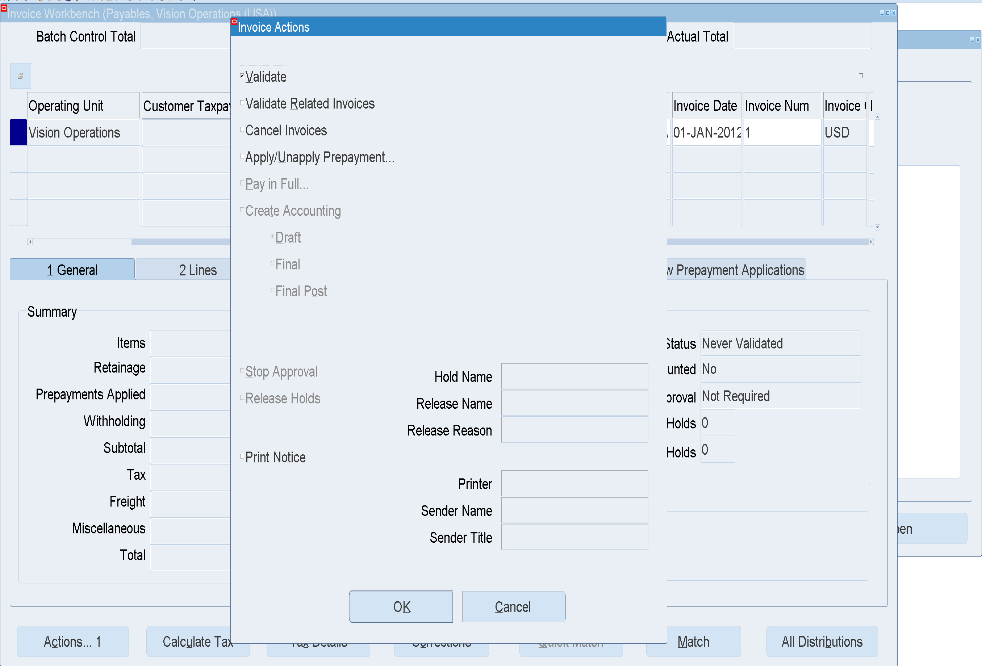 Invoice Workbench (Payables, Vision Operations (USA))
Invoice Actions
Batch Control Total
Actual Total
Validate
Operating Unit
Customer Taxpa
Validate Related Invoices
Invoice Date
Invoice Num
Invoice
Vision Operations
Cancel Invoices
01-JAN-2012
1
USD
Apply/Unapply Prepayment...
Pay in Full...
Create Accounting
Draft
Final
Final Post
1 General
2 Lines
w Prepayment Applications
Summary
Items
Retainage
Prepayments Applied
Withholding
Subtotal
Tax
Freight
Miscellaneous
Total
Stop Approval
Release Holds
Hold Name
Release Name
Release Reason
Print Notice
Printer
Sender Name
Sender Title
Status
Never Validated
unted
No
proval
Not Required
Holds
0
Holds
0
pen
OK
Cancel
Actions... 1
Calculate Tax
Tax Details
Corrections
Quick Match
Match
All Distributions